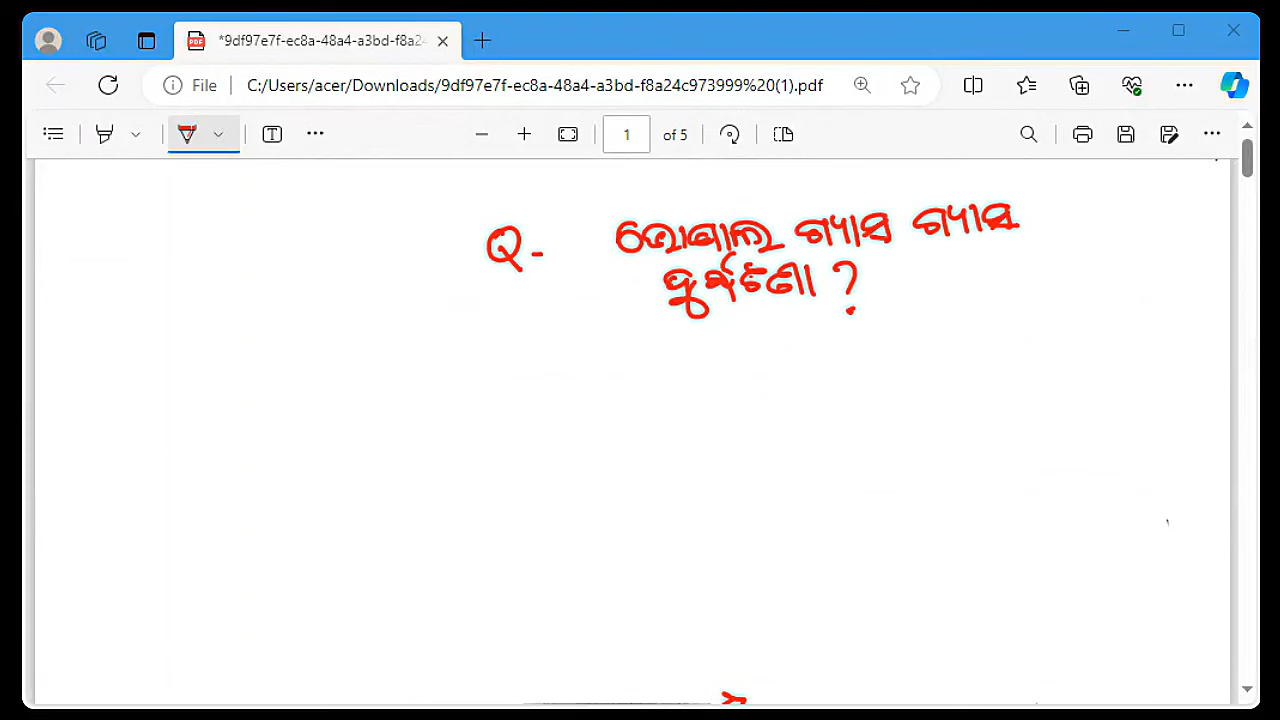 *9df97e7f-ec8a-48a4-a3bd-f8a24
File C:/Users/acer/Downloads/9df97e7f-ec8a-48a4-a3bd-f8a24c973999%20(1).pdf
1 of 5
Q- ଭୋପାଲ ଗ୍ୟାସ ଗ୍ୟାସ
ଦୁର୍ଘଟଣା ?